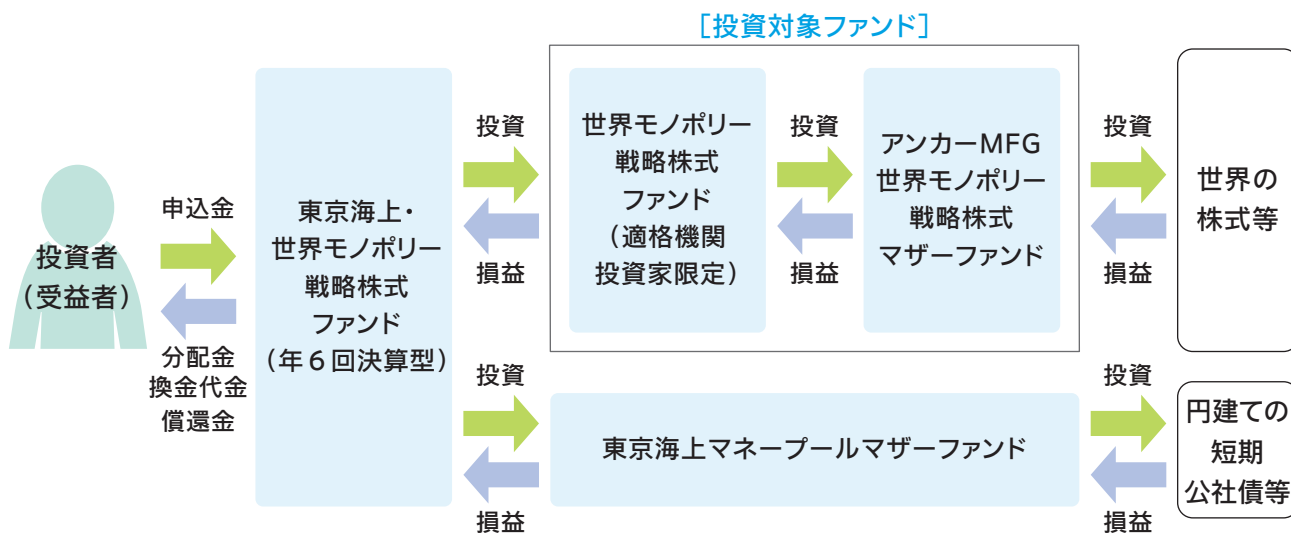 ［投資対象ファンド］
投資者
（受益者）
申込金
分配金
換金代金
償還金
東京海上・
世界モノポリー
戦略株式
ファンド
（年６回決算型）
投資
損益
世界モノポリー
戦略株式
ファンド
（適格機関
投資家限定）
投資
損益
アンカーMFG
世界モノポリー
戦略株式
マザーファンド
投資
損益
世界の
株式等
投資
損益
東京海上マネープールマザーファンド
投資
損益
円建ての
短期
公社債等